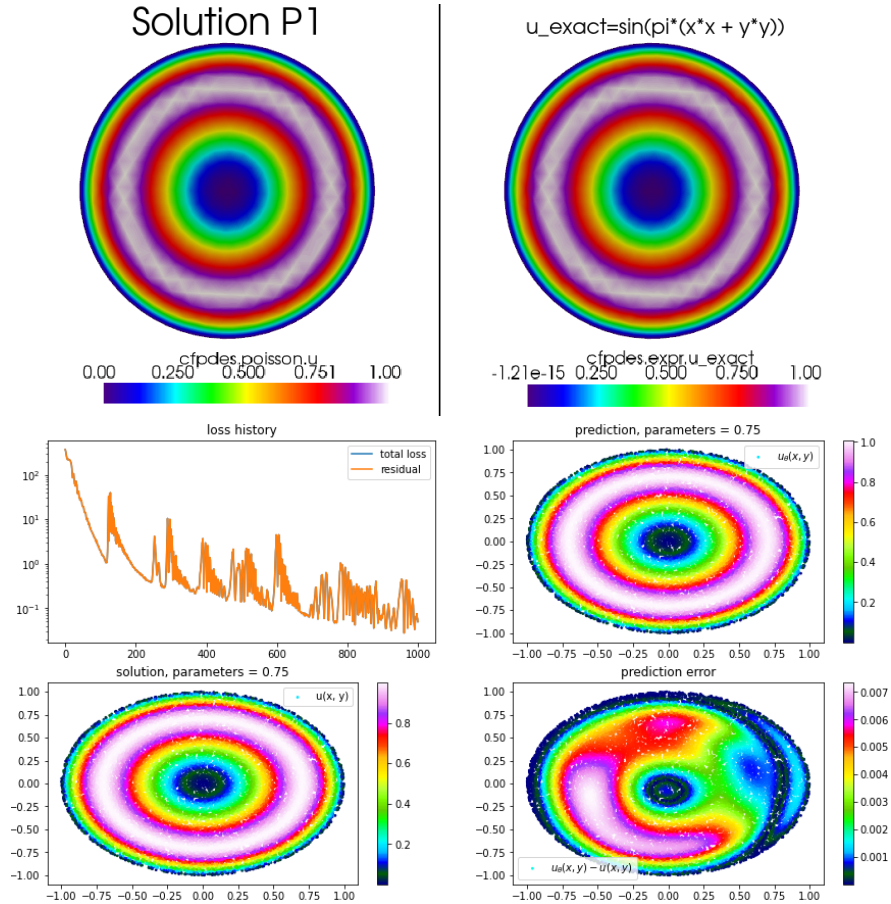 Solution P1
u_exact=sin(pi*(x*x + y*y))
cfpdes.poisson.u
0.00 0.250 0.500 0.751 1.00
cfpdes.expr.u_exact
-1.21e-15 0.250 0.500 0.750 1.00
loss history
total loss
residual
10² 10¹ 10⁰ 10⁻¹
0 200 400 600 800 1000
prediction, parameters = 0.75
u_θ(x, y)
1.00 0.75 0.50 0.25 0.00 −0.25 −0.50 −0.75 −1.00
−1.00 −0.75 −0.50 −0.25 0.00 0.25 0.50 0.75 1.00
1.0 0.8 0.6 0.4 0.2
solution, parameters = 0.75
u(x, y)
1.00 0.75 0.50 0.25 0.00 −0.25 −0.50 −0.75 −1.00
−1.00 −0.75 −0.50 −0.25 0.00 0.25 0.50 0.75 1.00
0.8 0.6 0.4 0.2
prediction error
u_θ(x, y) − u(x, y)
1.00 0.75 0.50 0.25 0.00 −0.25 −0.50 −0.75 −1.00
−1.00 −0.75 −0.50 −0.25 0.00 0.25 0.50 0.75 1.00
0.007 0.006 0.005 0.004 0.003 0.002 0.001